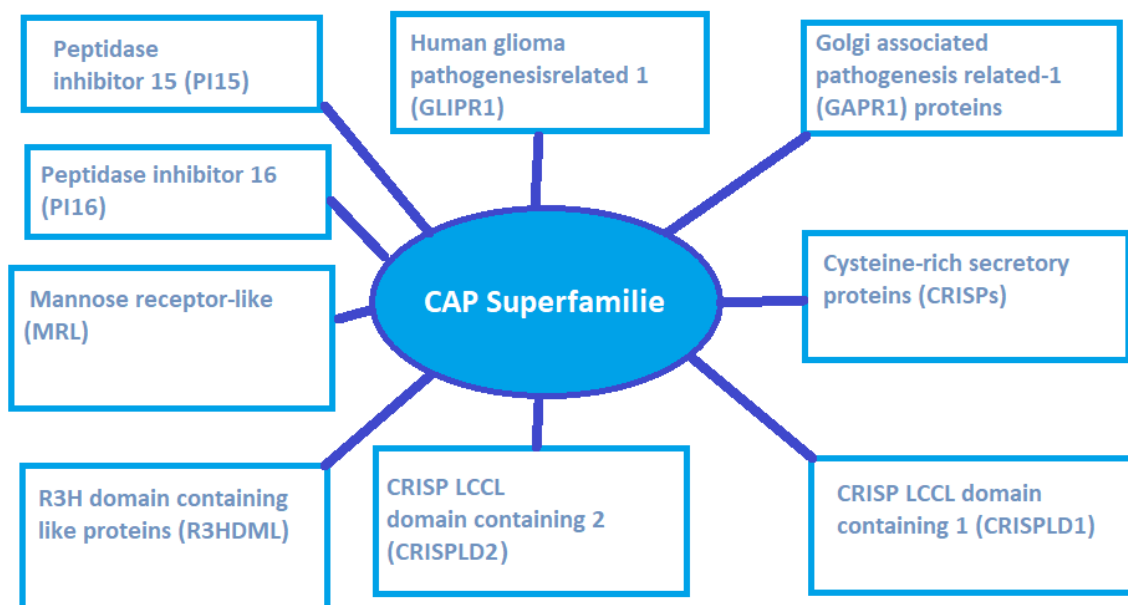 Peptidase
inhibitor 15 (PI15)
Human glioma
pathogenesisrelated 1
(GLIPR1)
Golgi associated
pathogenesis related-1
(GAPR1) proteins
Peptidase inhibitor 16
(PI16)
Cysteine-rich secretory
proteins (CRISPs)
Mannose receptor-like
(MRL)
CAP Superfamilie
R3H domain containing
like proteins (R3HDML)
CRISP LCCL
domain containing 2
(CRISPLD2)
CRISP LCCL domain
containing 1 (CRISPLD1)